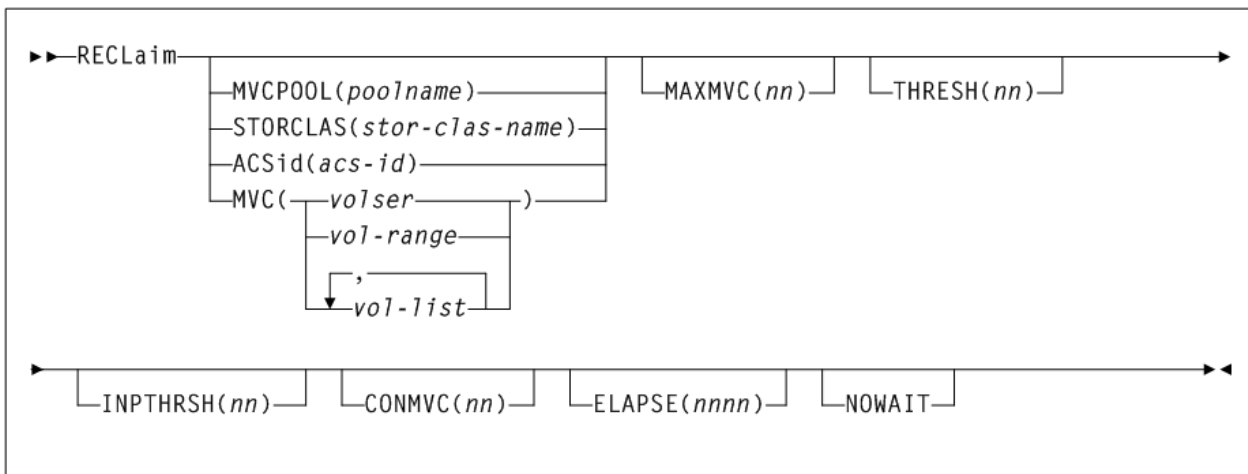 RECLaim
MVCPOOL(poolname) MAXMVC(nn) THRESH(nn)
STORCLAS(stor-clas-name)
ACSid(acs-id)
MVC( volser )
vol-range
,
vol-list
INPTHRSH(nn) CONMVC(nn) ELAPSE(nnnn) NOWAIT